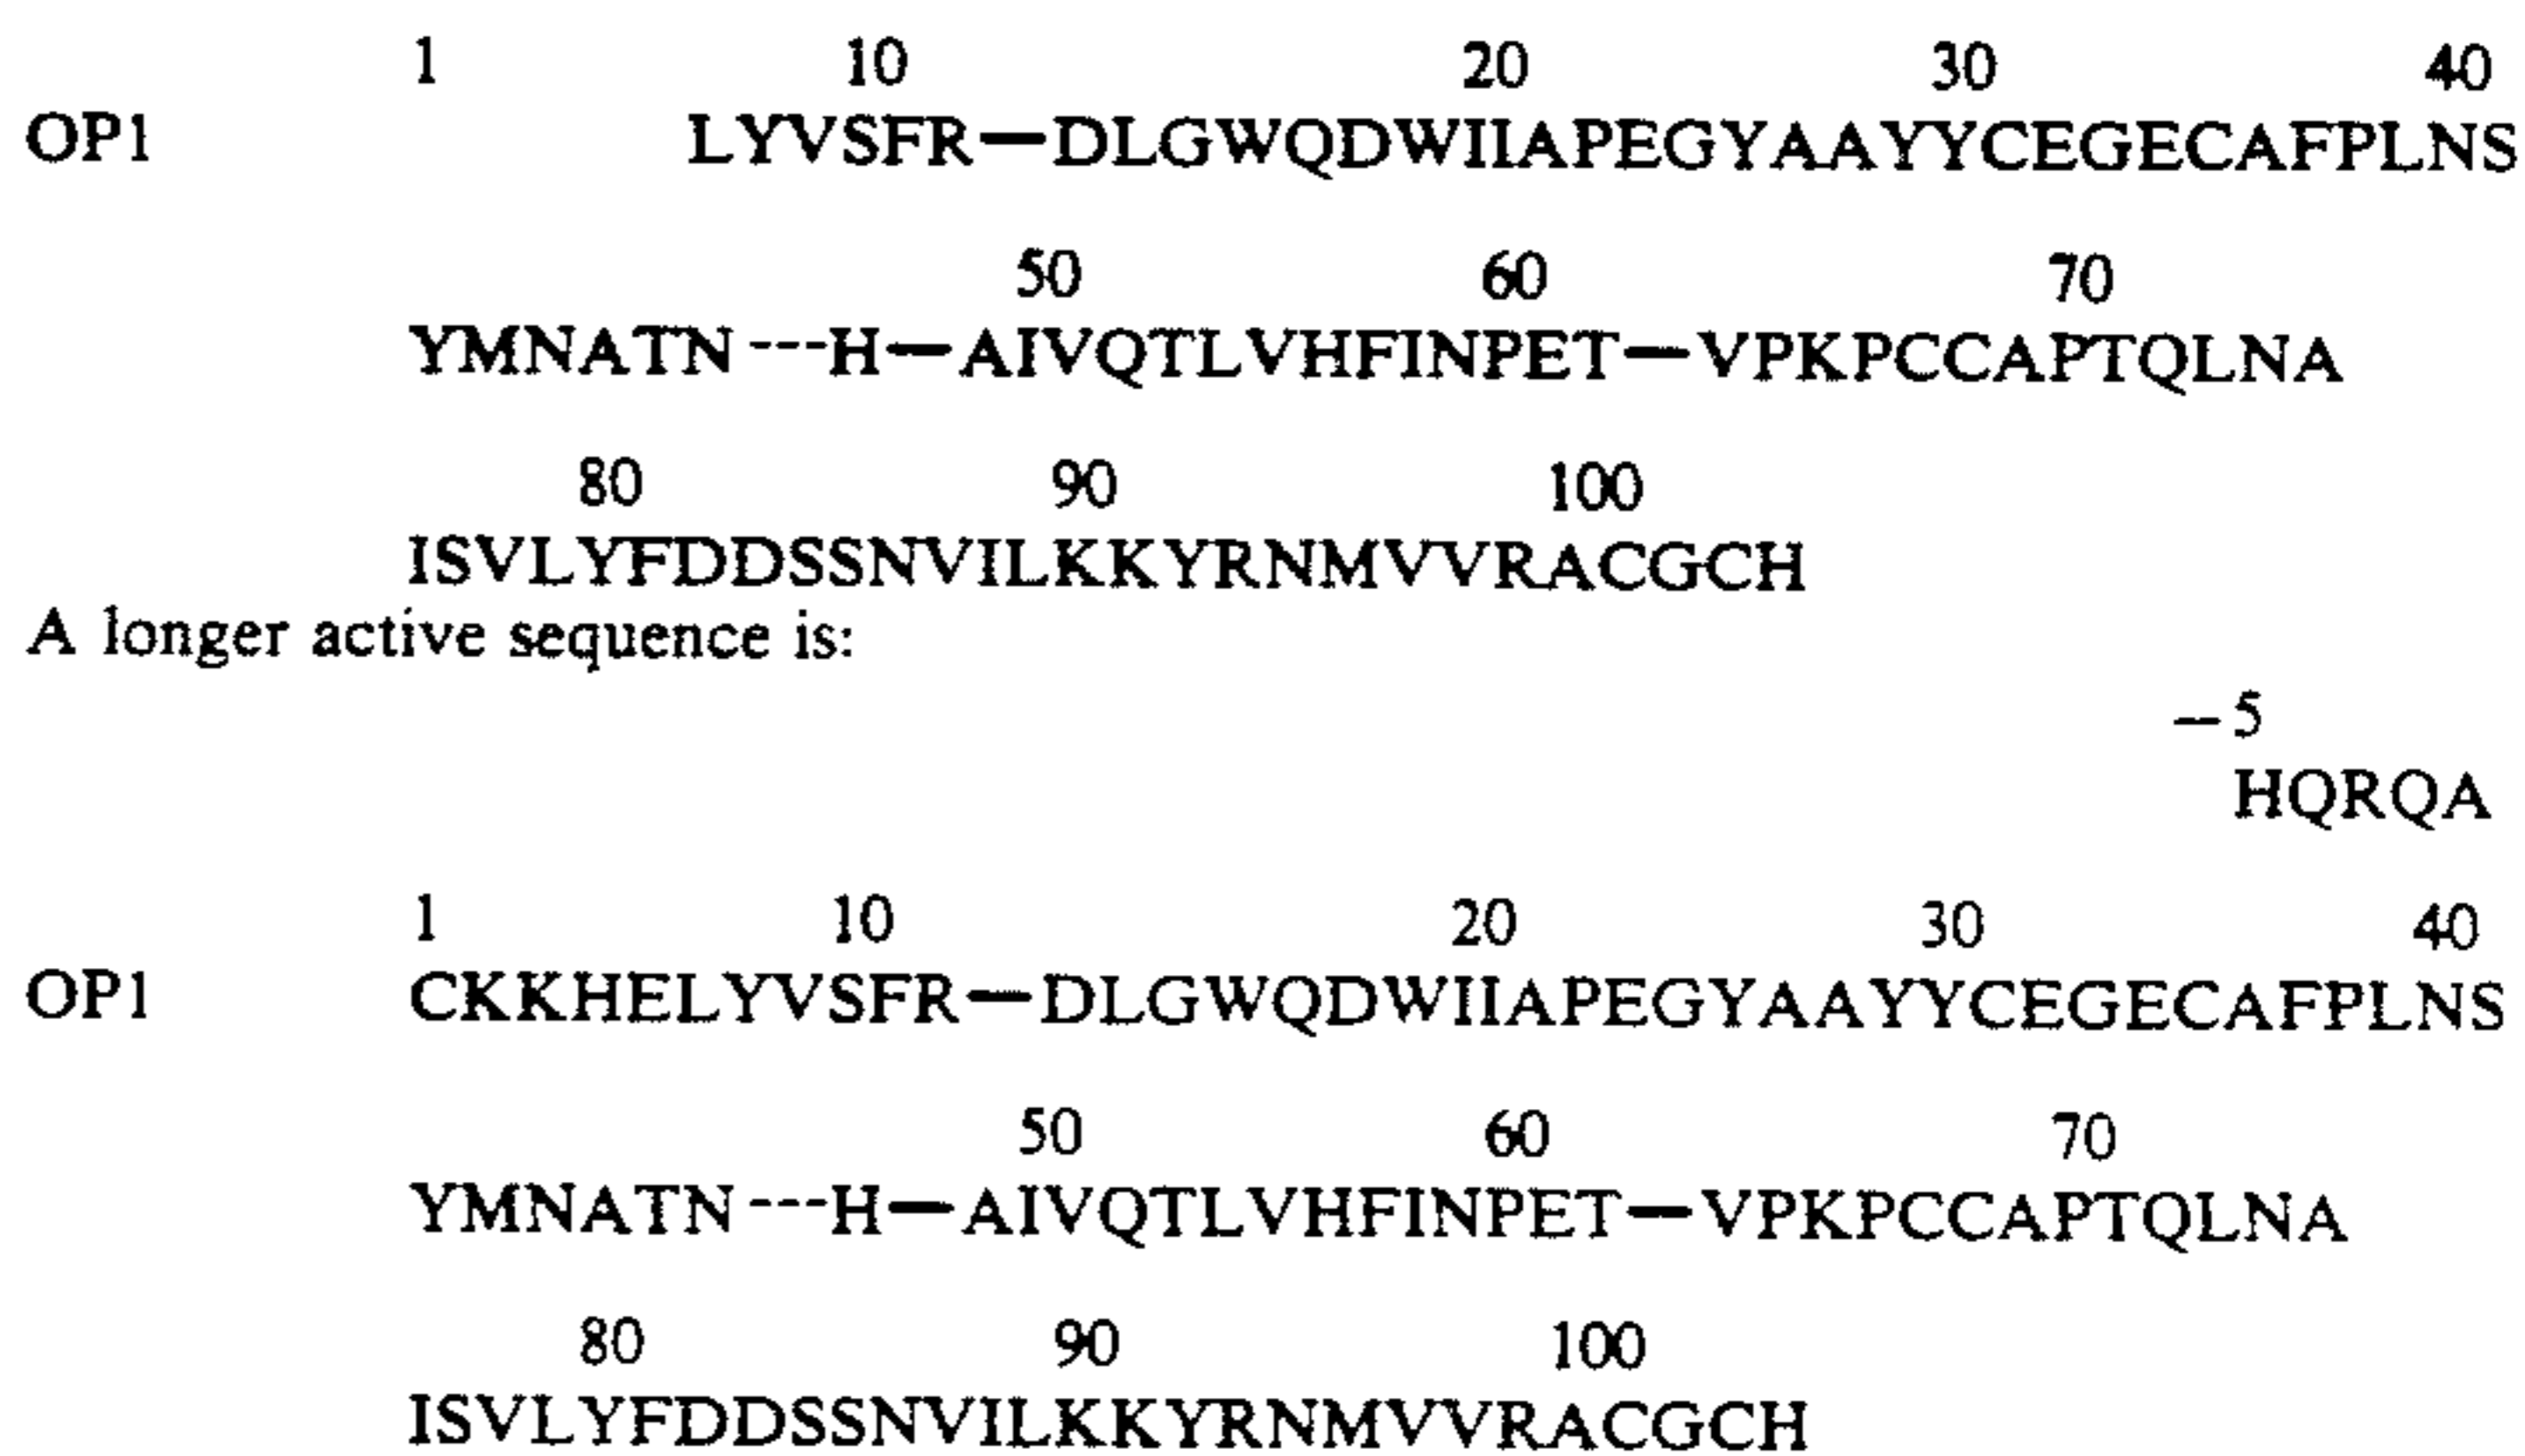 1 10 20 30 40
OP1 LYVSFR—DLGWQDWIIAPEGYAAYYCEGECAFPLNS
50 60 70
YMNATN---H—AIVQTLVHFINPET—VPKPCCAPTQLNA
80 90 100
ISVLYFDDSSNVILKKYRNMVVRACGCH
A longer active sequence is:
—5
HQRQA
1 10 20 30 40
OP1 CKKHELYVSFR—DLGWQDWIIAPEGYAAYYCEGECAFPLNS
50 60 70
YMNATN---H—AIVQTLVHFINPET—VPKPCCAPTQLNA
80 90 100
ISVLYFDDSSNVILKKYRNMVVRACGCH